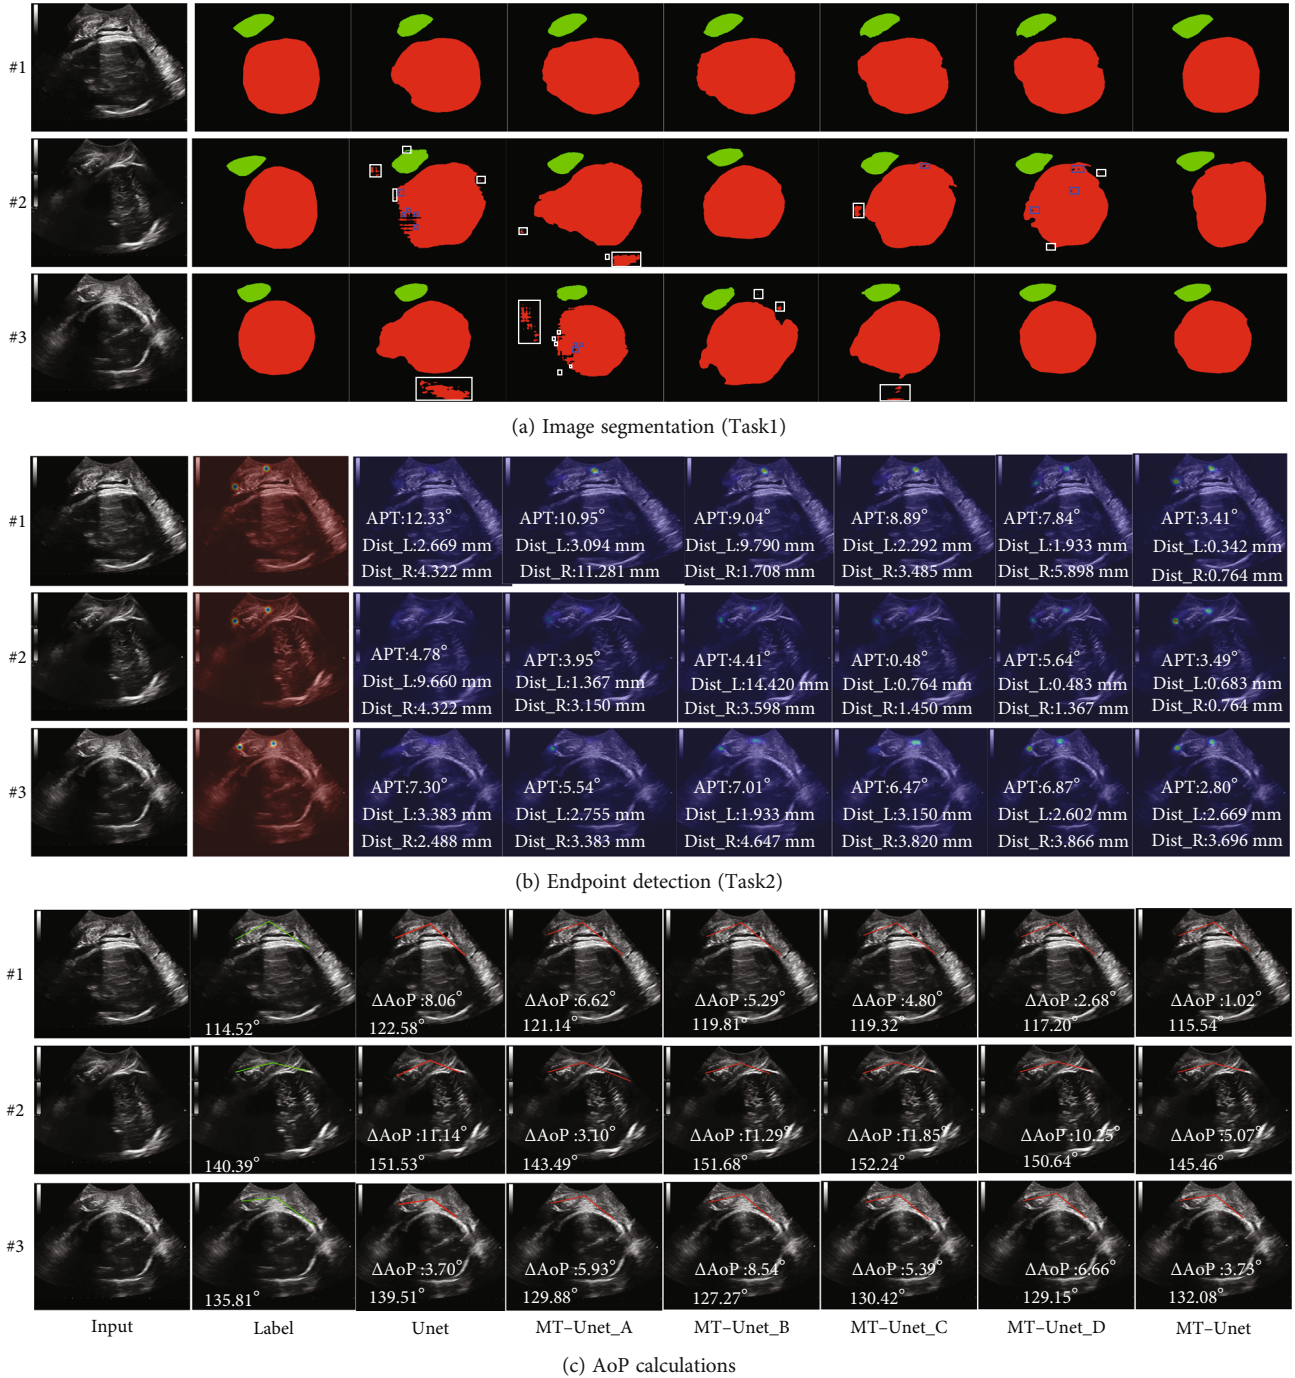 #1
#2
#3
(a) Image segmentation (Task1)
#1
APT:12.33° APT:10.95° APT:9.04° APT:8.89° APT:7.84° APT:3.41°
Dist_L:2.669 mm Dist_L:3.094 mm Dist_L:9.790 mm Dist_L:2.292 mm Dist_L:1.933 mm Dist_L:0.342 mm
Dist_R:4.322 mm Dist_R:11.281 mm Dist_R:1.708 mm Dist_R:3.485 mm Dist_R:5.898 mm Dist_R:0.764 mm
#2
APT:4.78° APT:3.95° APT:4.41° APT:0.48° APT:5.64° APT:3.49°
Dist_L:9.660 mm Dist_L:1.367 mm Dist_L:14.420 mm Dist_L:0.764 mm Dist_L:0.483 mm Dist_L:0.683 mm
Dist_R:4.322 mm Dist_R:3.150 mm Dist_R:3.598 mm Dist_R:1.450 mm Dist_R:1.367 mm Dist_R:0.764 mm
#3
APT:7.30° APT:5.54° APT:7.01° APT:6.47° APT:6.87° APT:2.80°
Dist_L:3.383 mm Dist_L:2.755 mm Dist_L:1.933 mm Dist_L:3.150 mm Dist_L:2.602 mm Dist_L:2.669 mm
Dist_R:2.488 mm Dist_R:3.383 mm Dist_R:4.647 mm Dist_R:3.820 mm Dist_R:3.866 mm Dist_R:3.696 mm
(b) Endpoint detection (Task2)
#1
ΔAoP :8.06° ΔAoP :6.62° ΔAoP :5.29° ΔAoP :4.80° ΔAoP :2.68° ΔAoP :1.02°
114.52° 122.58° 121.14° 119.81° 119.32° 117.20° 115.54°
#2
ΔAoP :11.14° ΔAoP :3.10° ΔAoP :11.29° ΔAoP :11.85° ΔAoP :10.25° ΔAoP :5.07°
140.39° 151.53° 143.49° 151.68° 152.24° 150.64° 145.46°
#3
ΔAoP :3.70° ΔAoP :5.93° ΔAoP :8.54° ΔAoP :5.39° ΔAoP :6.66° ΔAoP :3.73°
135.81° 139.51° 129.88° 127.27° 130.42° 129.15° 132.08°
Input Label Unet MT–Unet_A MT–Unet_B MT–Unet_C MT–Unet_D MT–Unet
(c) AoP calculations